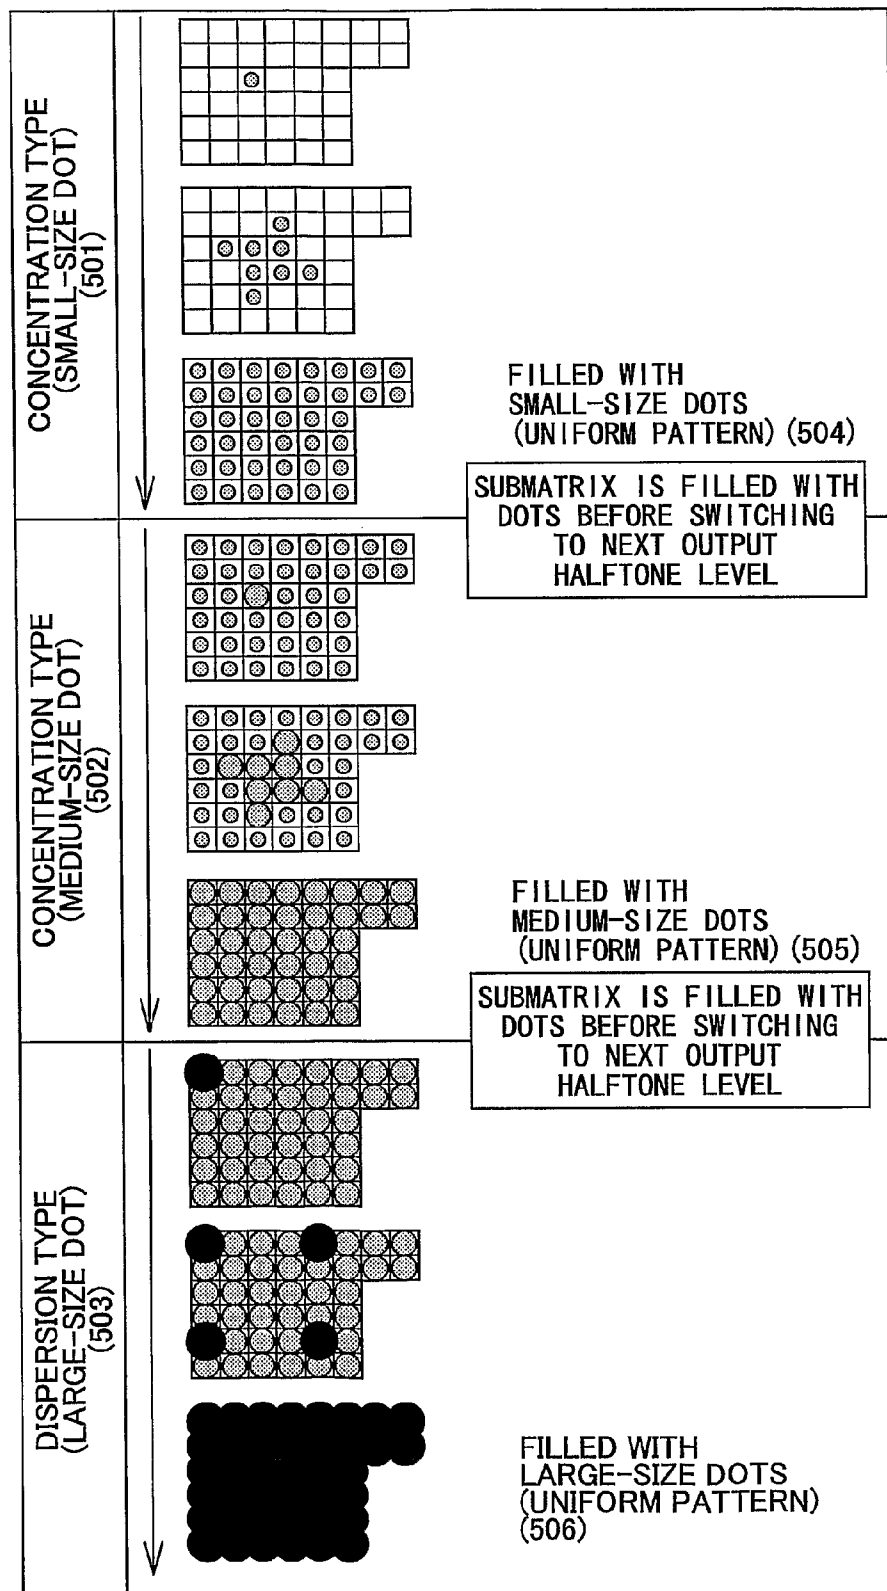 CONCENTRATION TYPE
(SMALL-SIZE DOT)
(501)
FILLED WITH
SMALL-SIZE DOTS
(UNIFORM PATTERN) (504)
SUBMATRIX IS FILLED WITH
DOTS BEFORE SWITCHING
TO NEXT OUTPUT
HALFTONE LEVEL
CONCENTRATION TYPE
(MEDIUM-SIZE DOT)
(502)
FILLED WITH
MEDIUM-SIZE DOTS
(UNIFORM PATTERN) (505)
SUBMATRIX IS FILLED WITH
DOTS BEFORE SWITCHING
TO NEXT OUTPUT
HALFTONE LEVEL
DISPERSION TYPE
(LARGE-SIZE DOT)
(503)
FILLED WITH
LARGE-SIZE DOTS
(UNIFORM PATTERN)
(506)